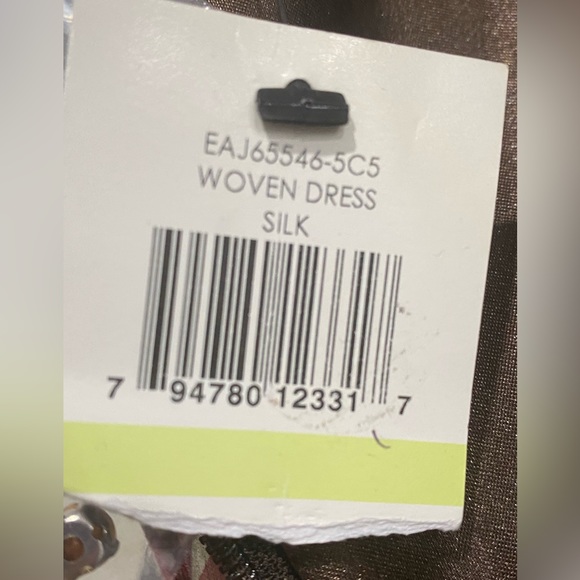 EAJ65546-5C5
WOVEN DRESS
SILK
7 94780 12331 7